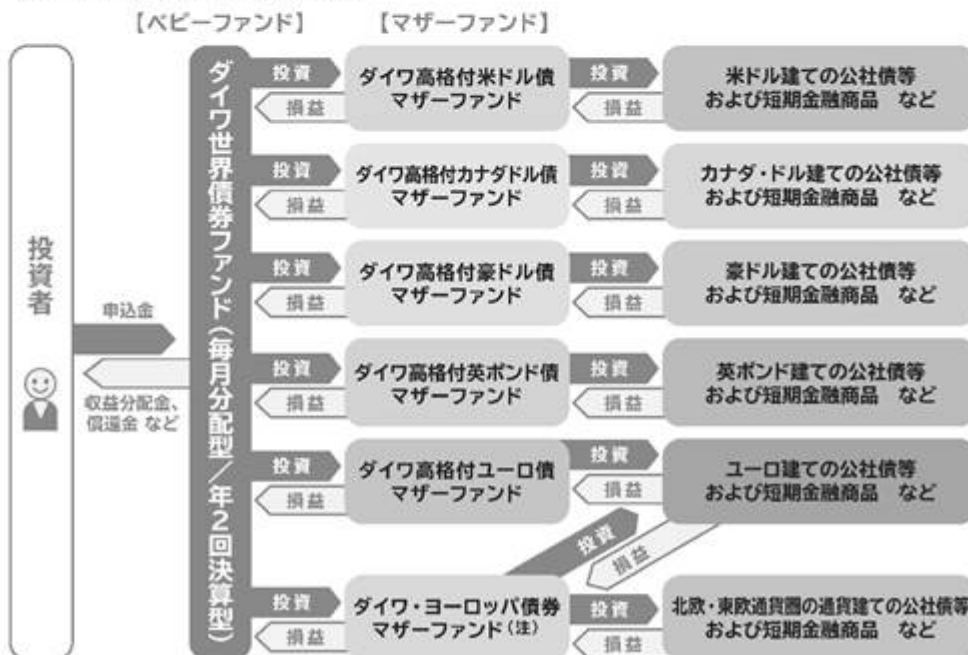 【ベビーファンド】
【マザーファンド】
投資者
申込金
収益分配金、
償還金 など
ダイワ世界債券ファンド（毎月分配型／年2回決算型）
投資
損益
ダイワ高格付米ドル債
マザーファンド
投資
損益
米ドル建ての公社債等
および短期金融商品 など
投資
損益
ダイワ高格付カナダドル債
マザーファンド
投資
損益
カナダ・ドル建ての公社債等
および短期金融商品 など
投資
損益
ダイワ高格付豪ドル債
マザーファンド
投資
損益
豪ドル建ての公社債等
および短期金融商品 など
投資
損益
ダイワ高格付英ポンド債
マザーファンド
投資
損益
英ポンド建ての公社債等
および短期金融商品 など
投資
損益
ダイワ高格付ユーロ債
マザーファンド
投資
損益
ユーロ建ての公社債等
および短期金融商品 など
投資
損益
投資
損益
ダイワ・ヨーロッパ債券
マザーファンド（注）
投資
損益
北欧・東欧通貨圏の通貨建ての公社債等
および短期金融商品 など